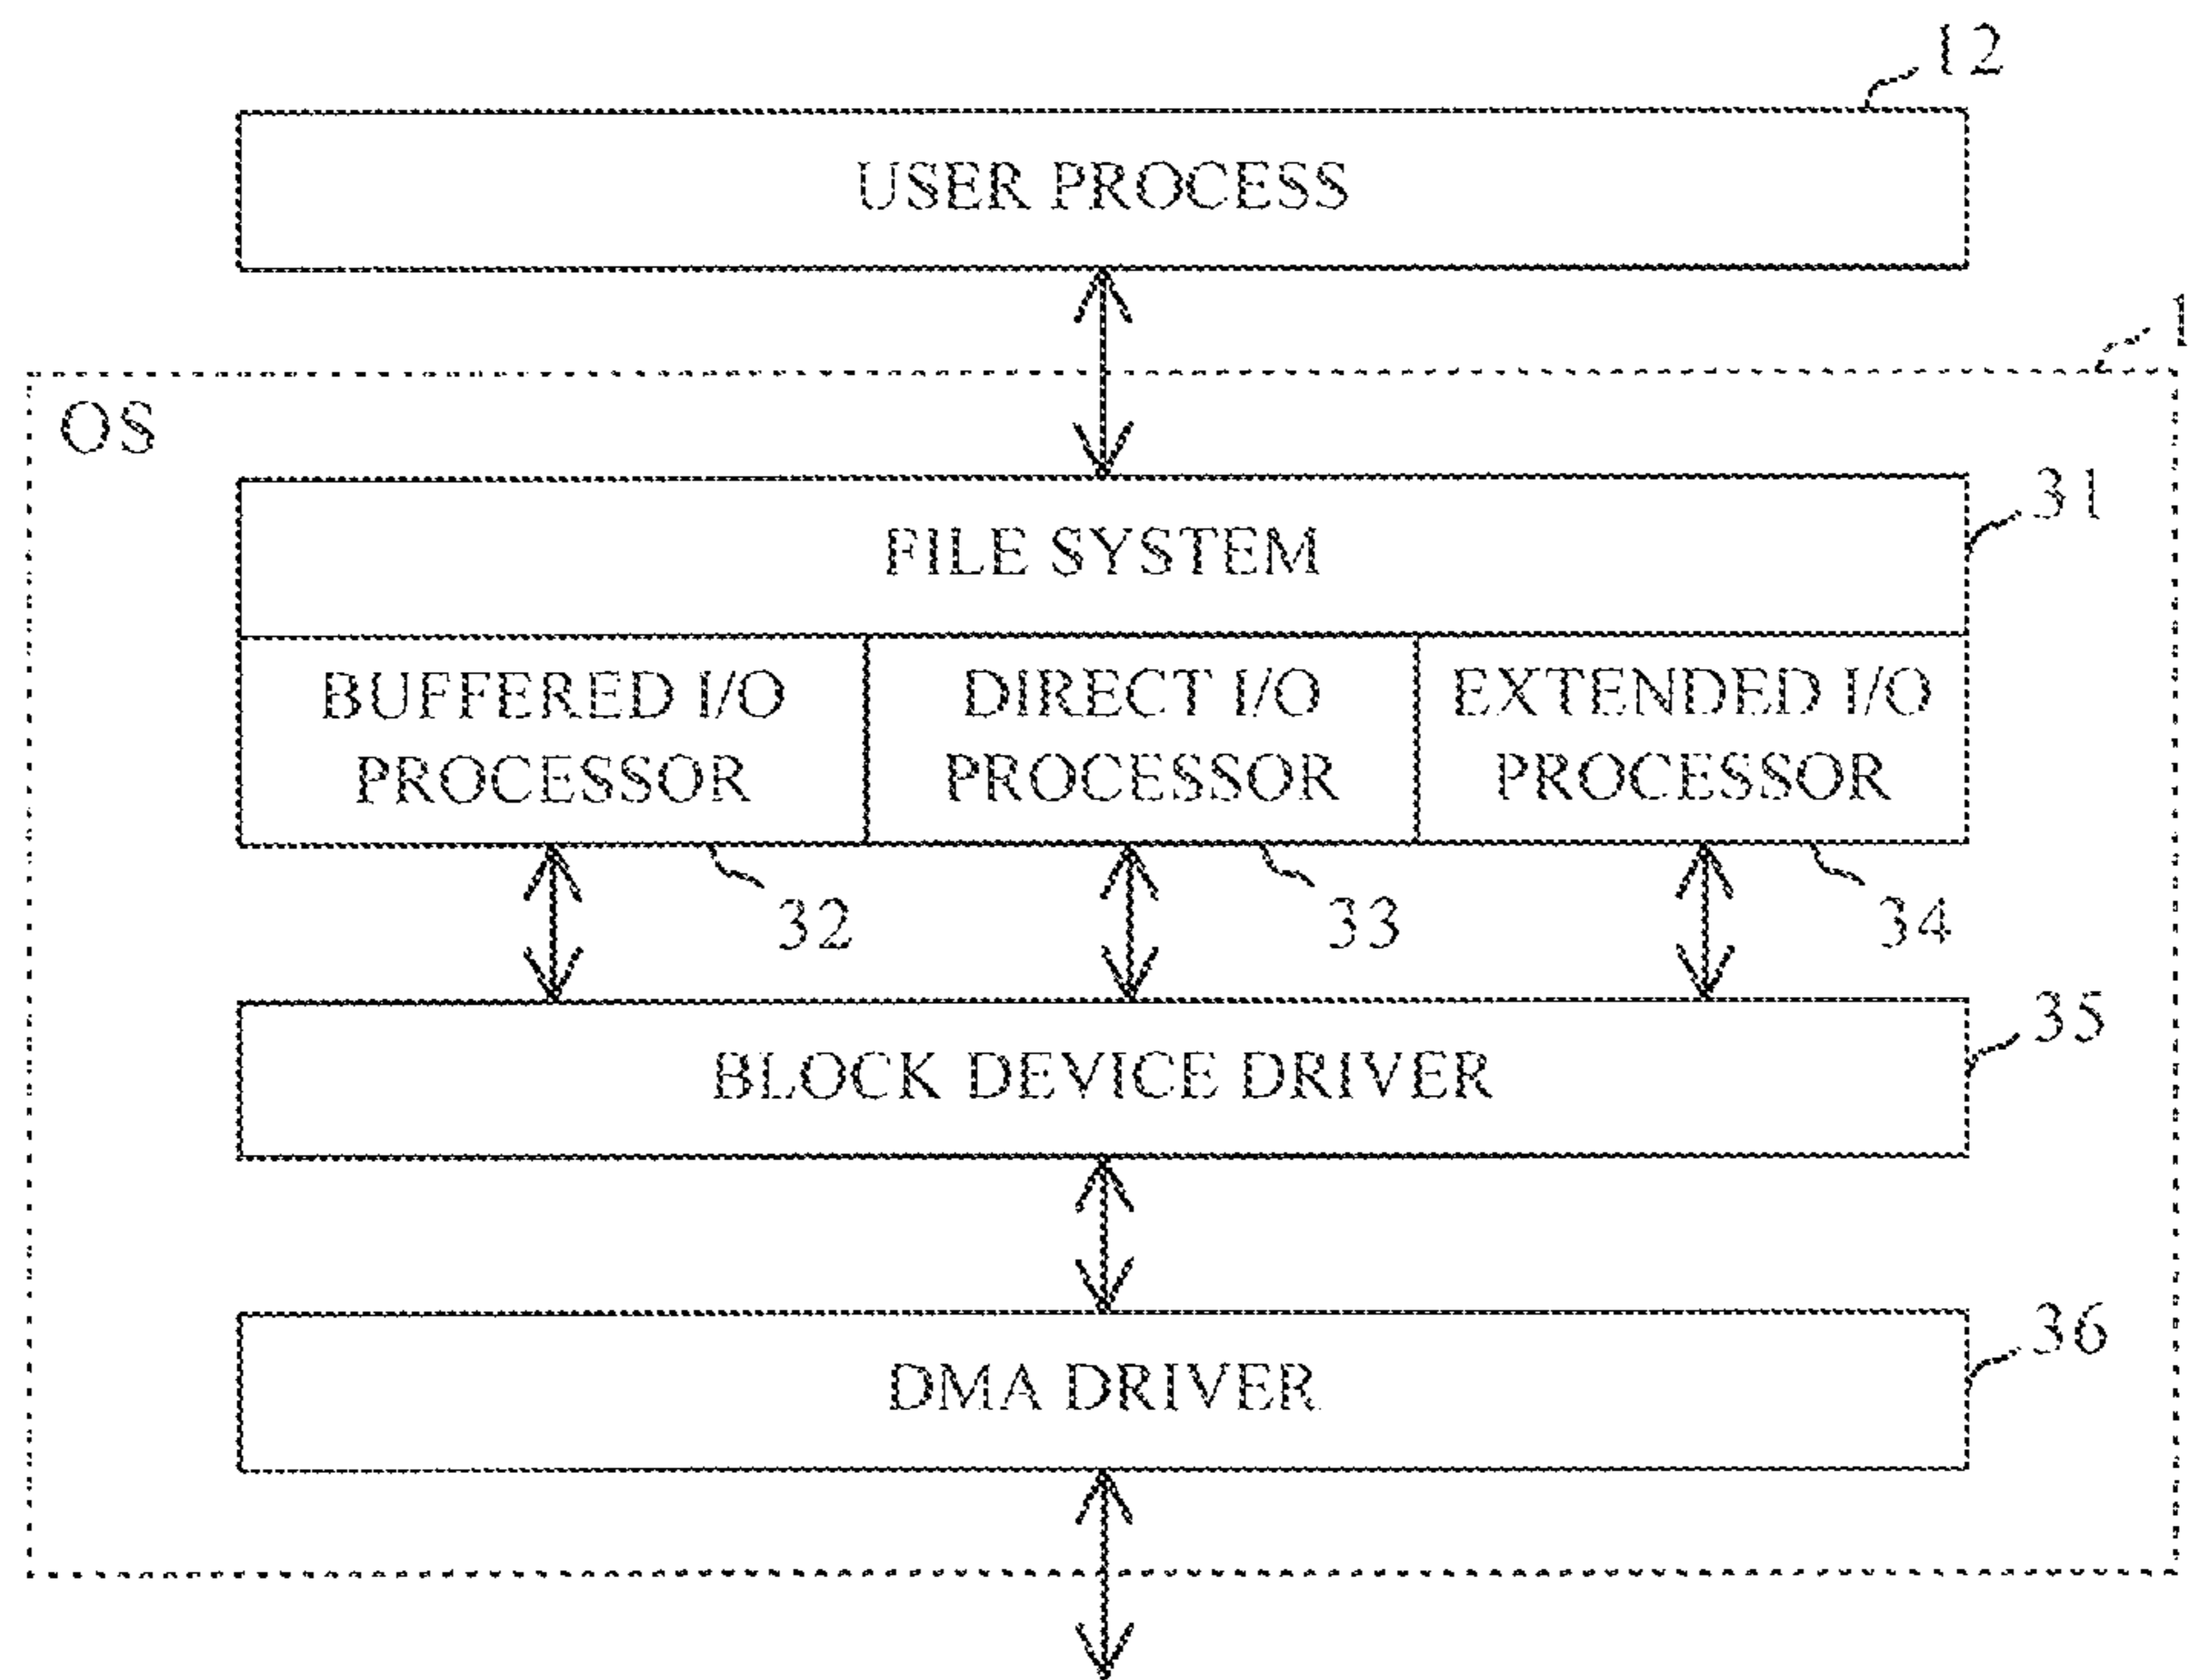 12
USER PROCESS
1
OS
31
FILE SYSTEM
BUFFERED I/O
PROCESSOR
DIRECT I/O
PROCESSOR
EXTENDED I/O
PROCESSOR
32
33
34
35
BLOCK DEVICE DRIVER
36
DMA DRIVER